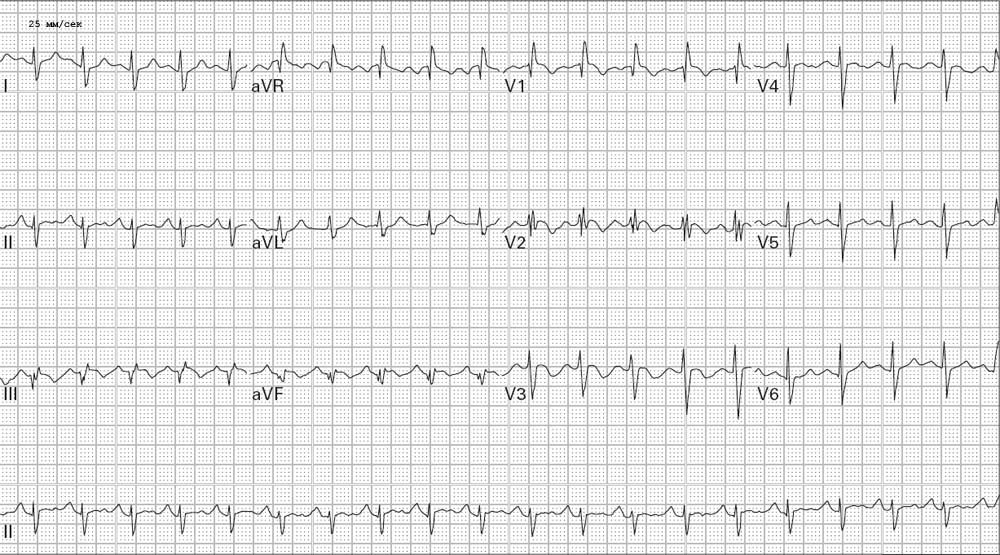 25 мм/сек
I aVR V1 V4
II aVL V2 V5
III aVF V3 V6
II